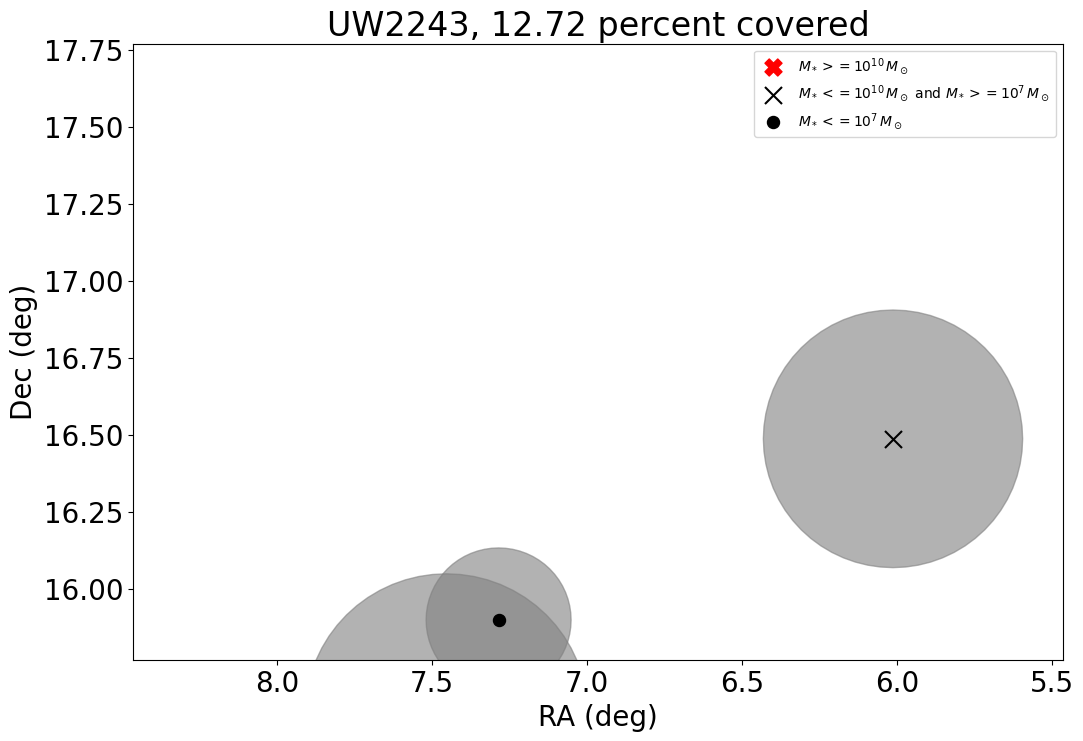 UW2243, 12.72 percent covered
M* >= 10^10 M⊙
M* <= 10^10 M⊙ and M* >= 10^7 M⊙
M* <= 10^7 M⊙
17.75
17.50
17.25
17.00
16.75
16.50
16.25
16.00
Dec (deg)
8.0 7.5 7.0 6.5 6.0 5.5
RA (deg)